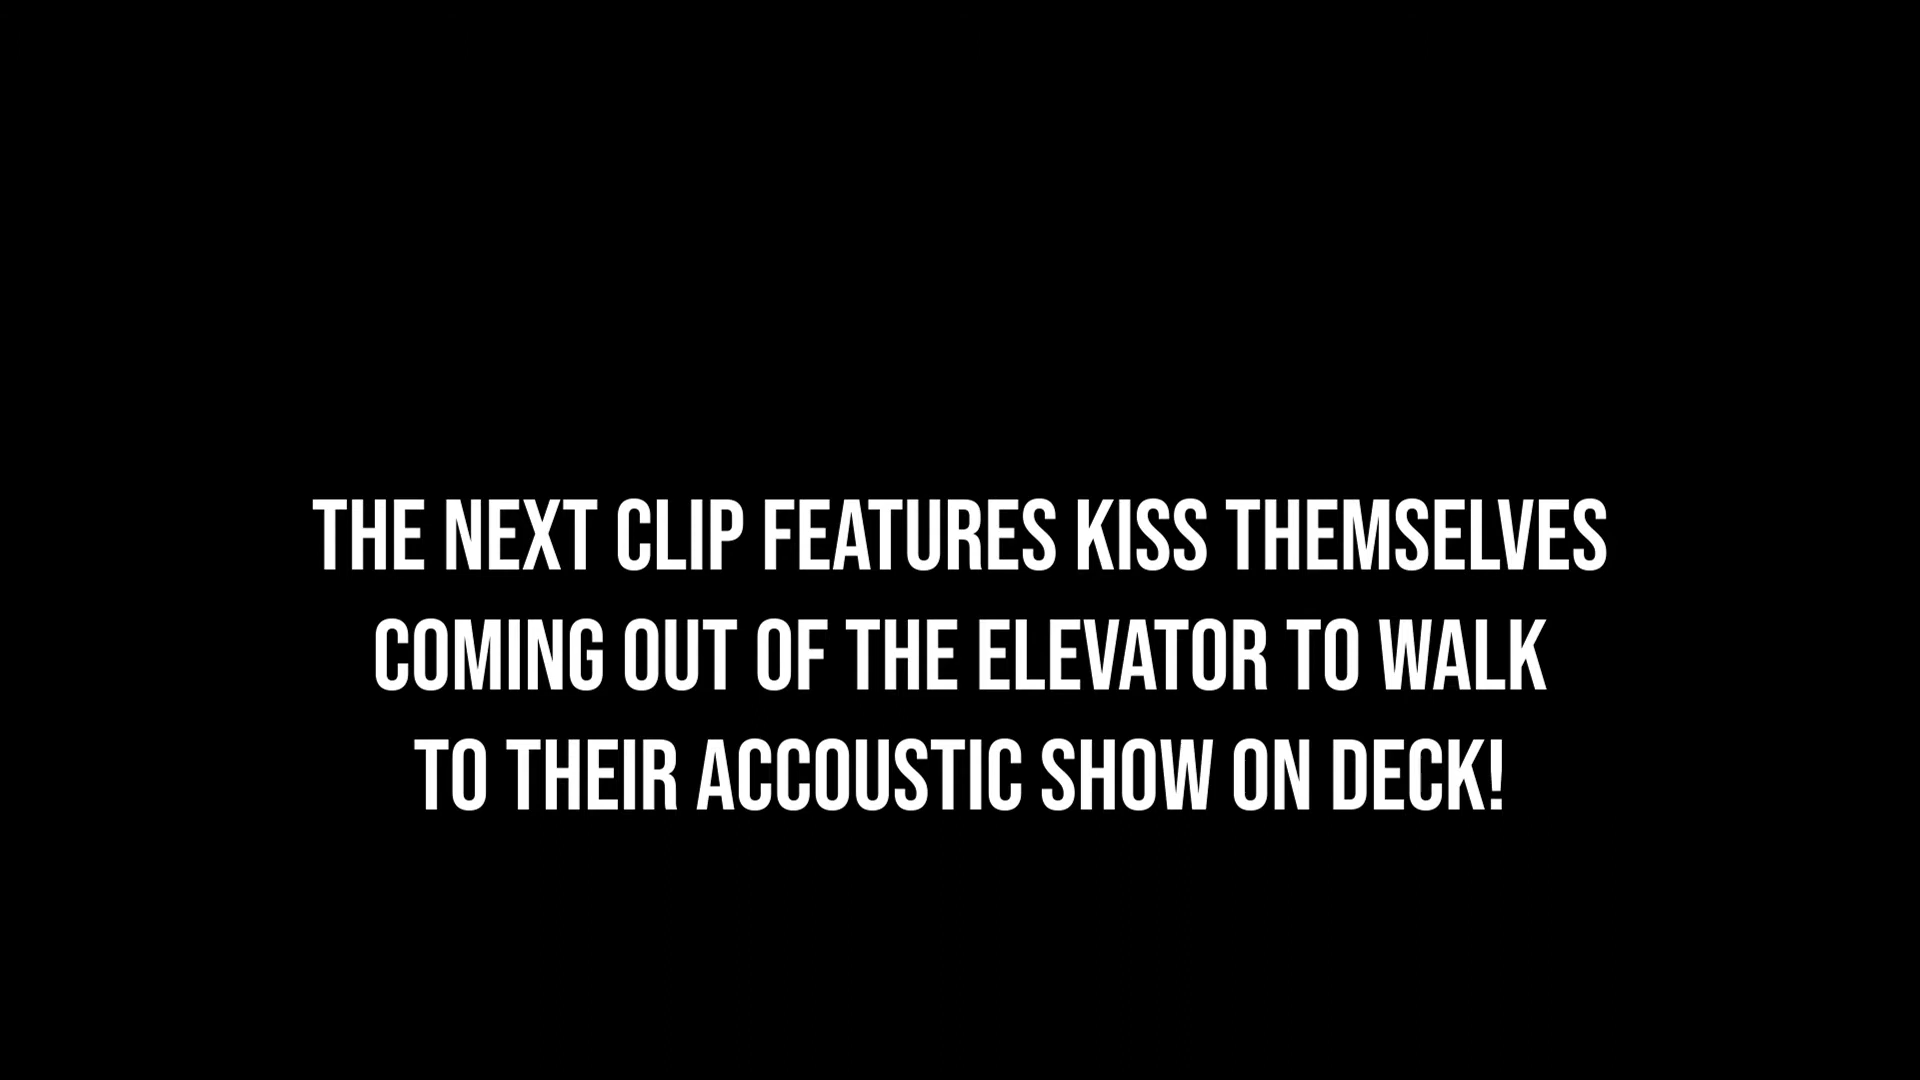 THE NEXT CLIP FEATURES KISS THEMSELVES
COMING OUT OF THE ELEVATOR TO WALK
TO THEIR ACCOUSTIC SHOW ON DECK!